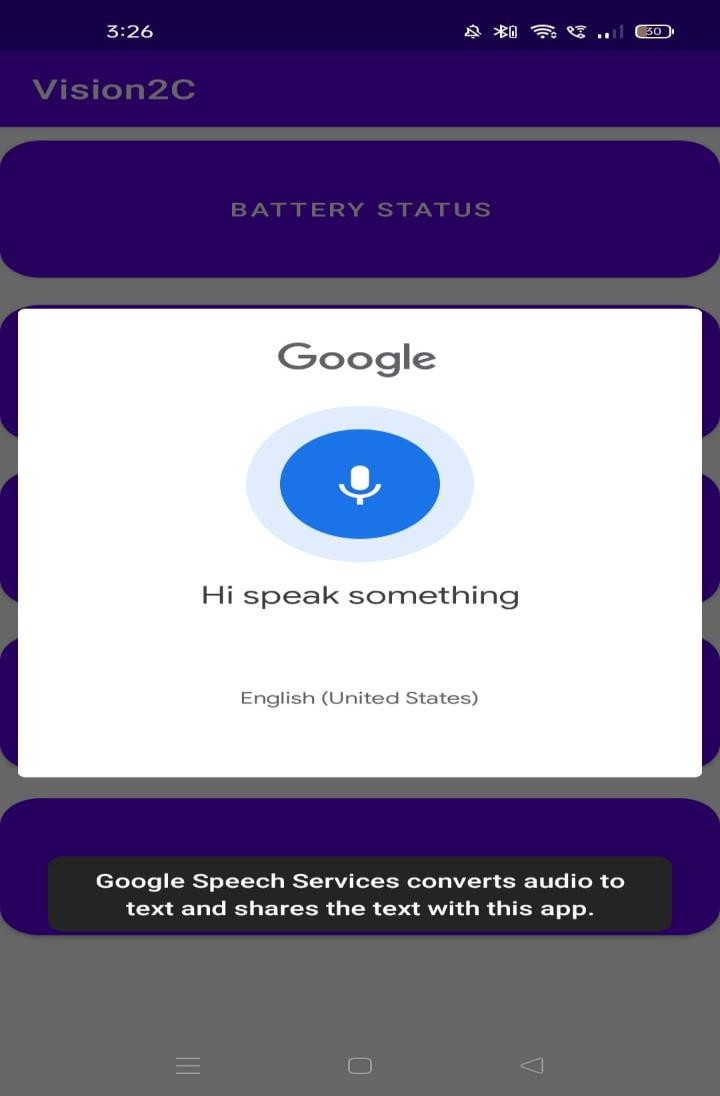 3:26
30
Vision2C
BATTERY STATUS
Google
Hi speak something
English (United States)
Google Speech Services converts audio to
text and shares the text with this app.